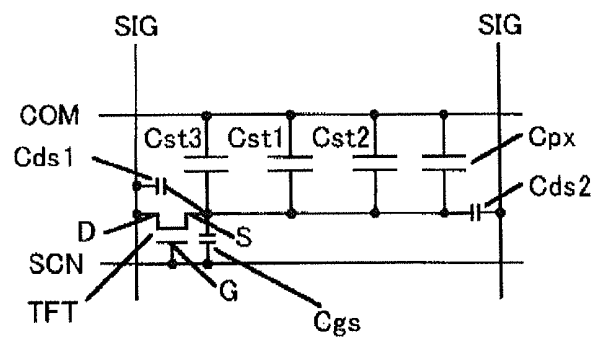 SIG SIG
COM
Cst3 Cst1 Cst2 Cpx
Cds1 Cds2
D S
SCN
TFT G Cgs